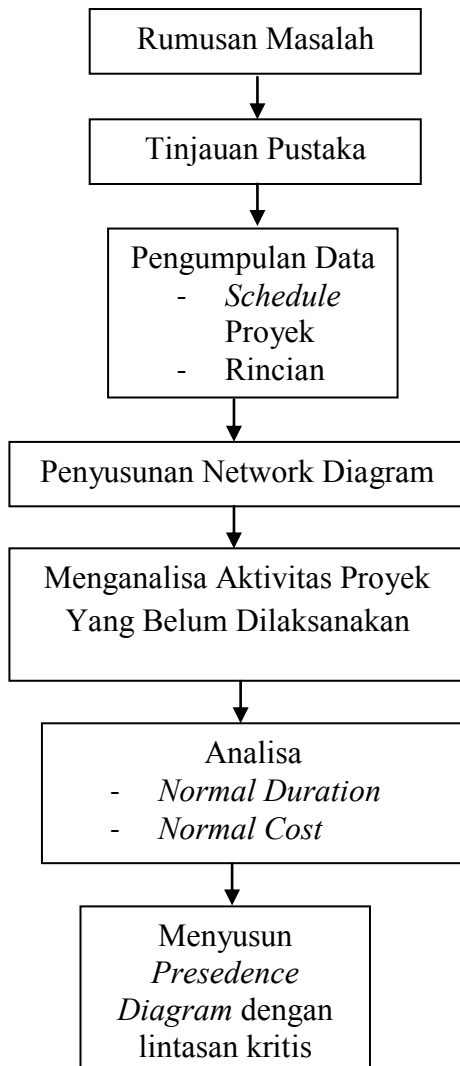 Rumusan Masalah
Tinjauan Pustaka
Pengumpulan Data
- Schedule
Proyek
- Rincian
Penyusunan Network Diagram
Menganalisa Aktivitas Proyek
Yang Belum Dilaksanakan
Analisa
- Normal Duration
- Normal Cost
Menyusun
Presedence
Diagram dengan
lintasan kritis